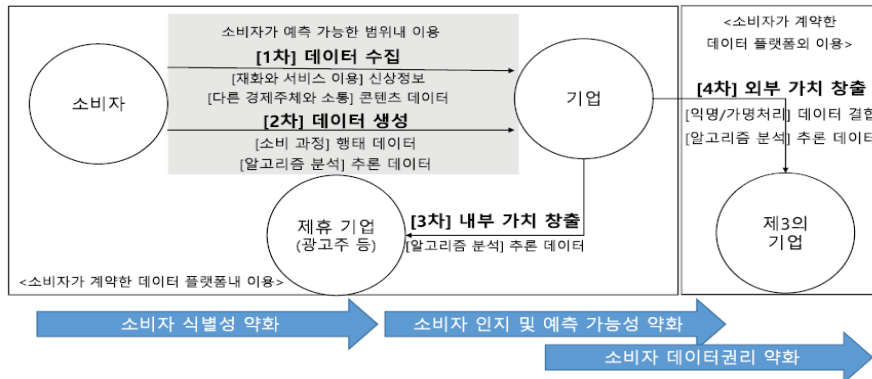 소비자가 예측 가능한 범위내 이용
[1차] 데이터 수집
[재화와 서비스 이용] 신상정보
[다른 경제주체와 소통] 콘텐츠 데이터
[2차] 데이터 생성
[소비 과정] 행태 데이터
[알고리즘 분석] 추론 데이터
소비자
기업
제휴 기업
(광고주 등)
[3차] 내부 가치 창출
[알고리즘 분석] 추론 데이터
<소비자가 계약한 데이터 플랫폼내 이용>
<소비자가 계약한
데이터 플랫폼외 이용>
[4차] 외부 가치 창출
[익명/가명처리] 데이터 결합
[알고리즘 분석] 추론 데이터
제3의
기업
소비자 식별성 약화
소비자 인지 및 예측 가능성 약화
소비자 데이터권리 약화